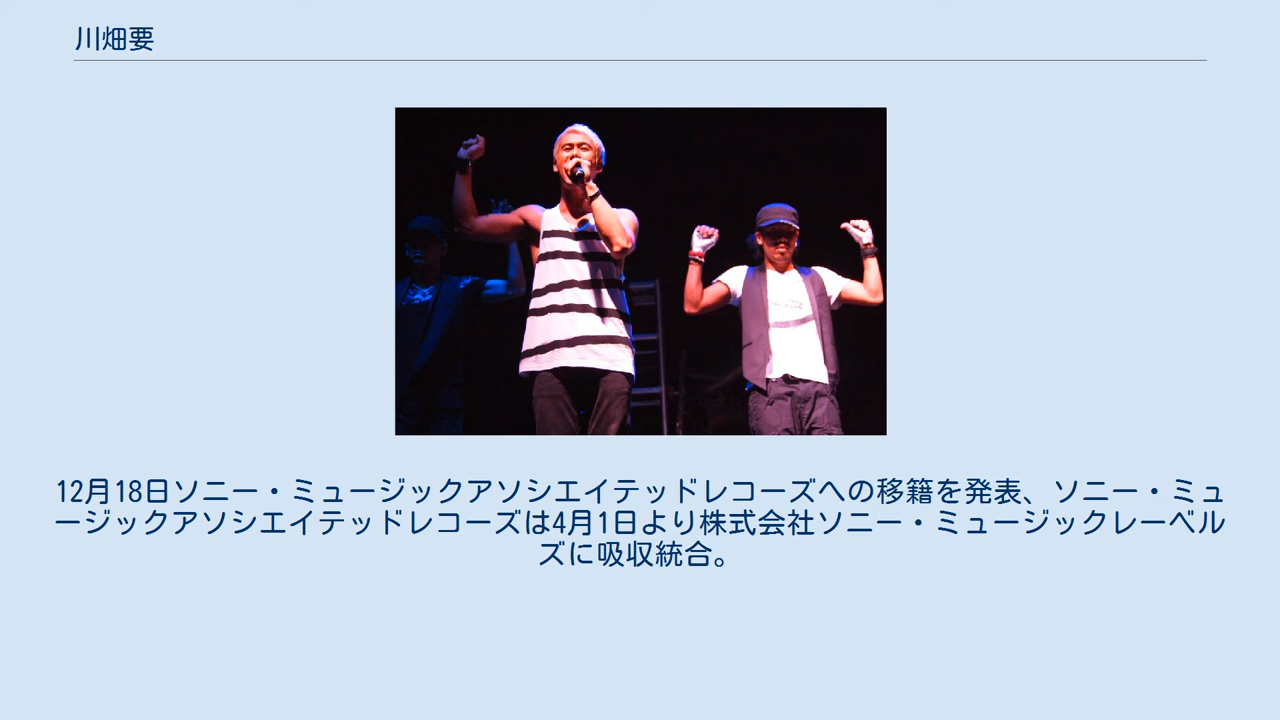 川畑要
12月18日ソニー・ミュージックアソシエイテッドレコーズへの移籍を発表、ソニー・ミュ
ージックアソシエイテッドレコーズは4月1日より株式会社ソニー・ミュージックレーベル
ズに吸収統合。